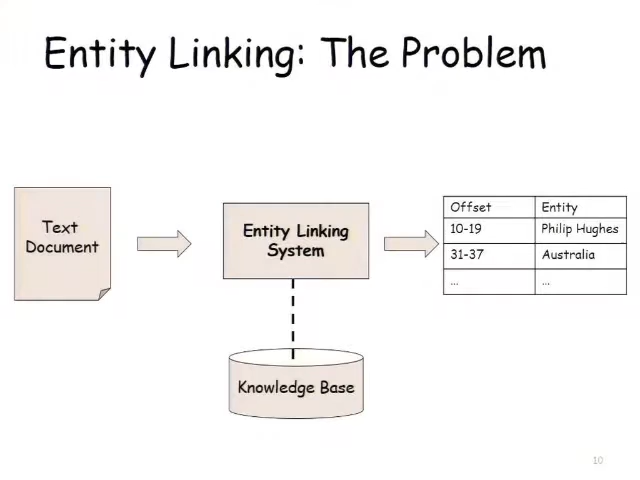 Entity Linking: The Problem
Text
Document
Entity Linking
System
Knowledge Base
Offset Entity
10-19 Philip Hughes
31-37 Australia
... ...
10